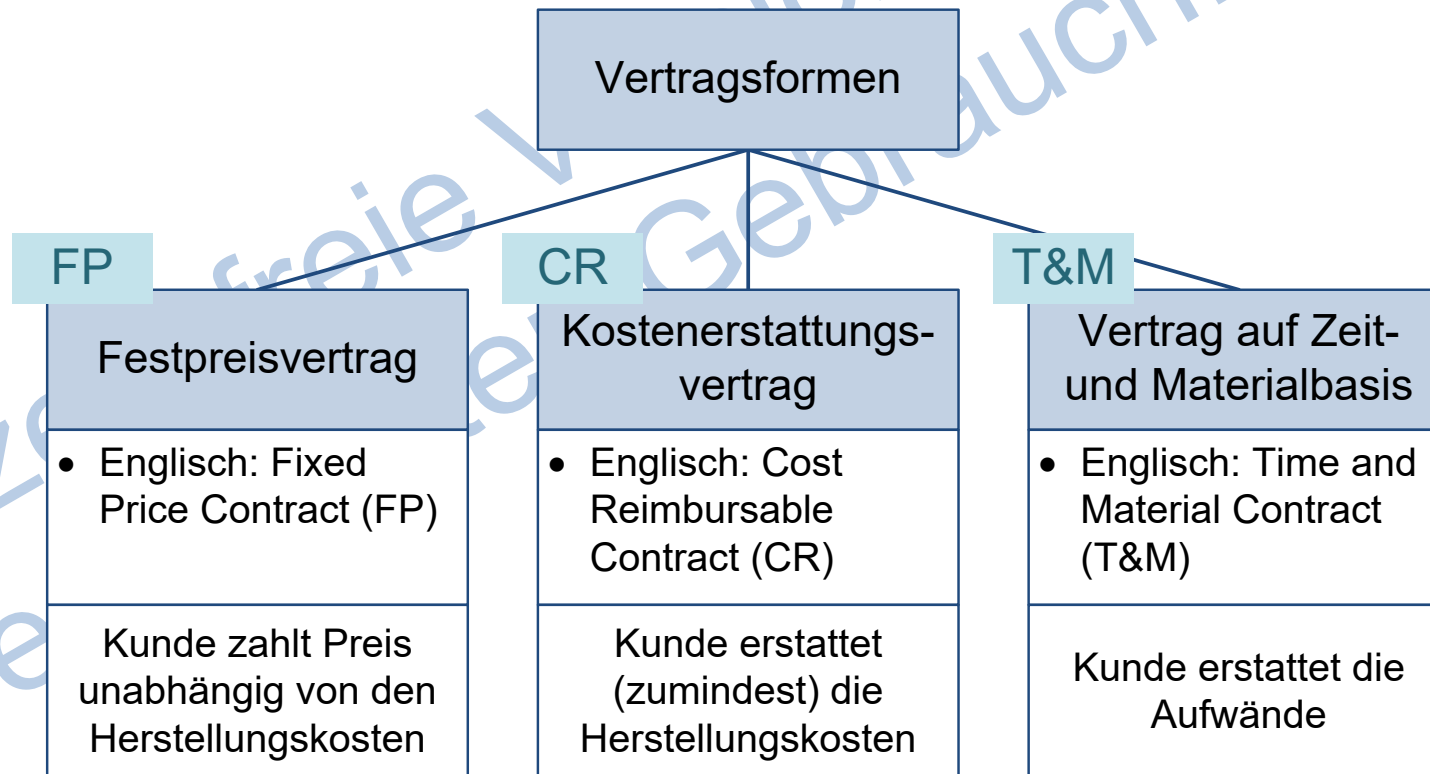 Vertragsformen
FP
Festpreisvertrag
• Englisch: Fixed
Price Contract (FP)
Kunde zahlt Preis
unabhängig von den
Herstellungskosten
CR
Kostenerstattungs-
vertrag
• Englisch: Cost
Reimbursable
Contract (CR)
Kunde erstattet
(zumindest) die
Herstellungskosten
T&M
Vertrag auf Zeit-
und Materialbasis
• Englisch: Time and
Material Contract
(T&M)
Kunde erstattet die
Aufwände
freie